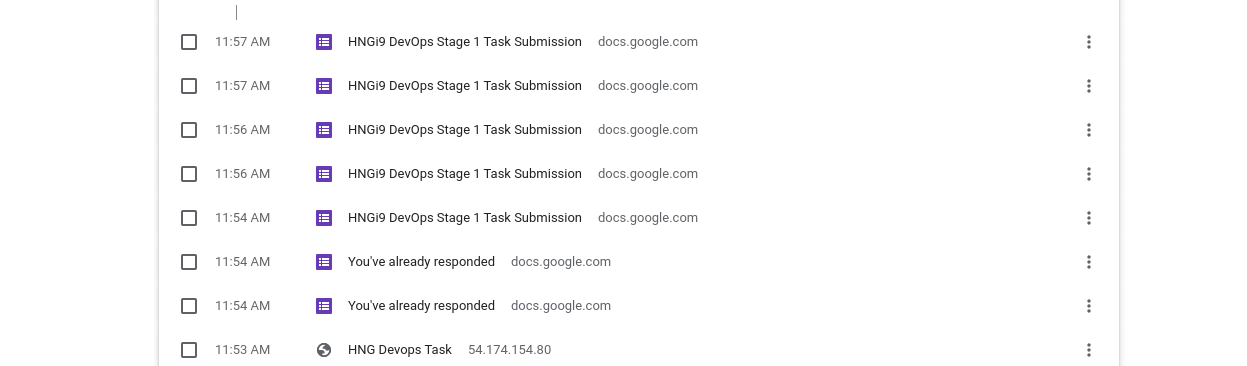 11:57 AM HNGi9 DevOps Stage 1 Task Submission docs.google.com
11:57 AM HNGi9 DevOps Stage 1 Task Submission docs.google.com
11:56 AM HNGi9 DevOps Stage 1 Task Submission docs.google.com
11:56 AM HNGi9 DevOps Stage 1 Task Submission docs.google.com
11:54 AM HNGi9 DevOps Stage 1 Task Submission docs.google.com
11:54 AM You've already responded docs.google.com
11:54 AM You've already responded docs.google.com
11:53 AM HNG Devops Task 54.174.154.80